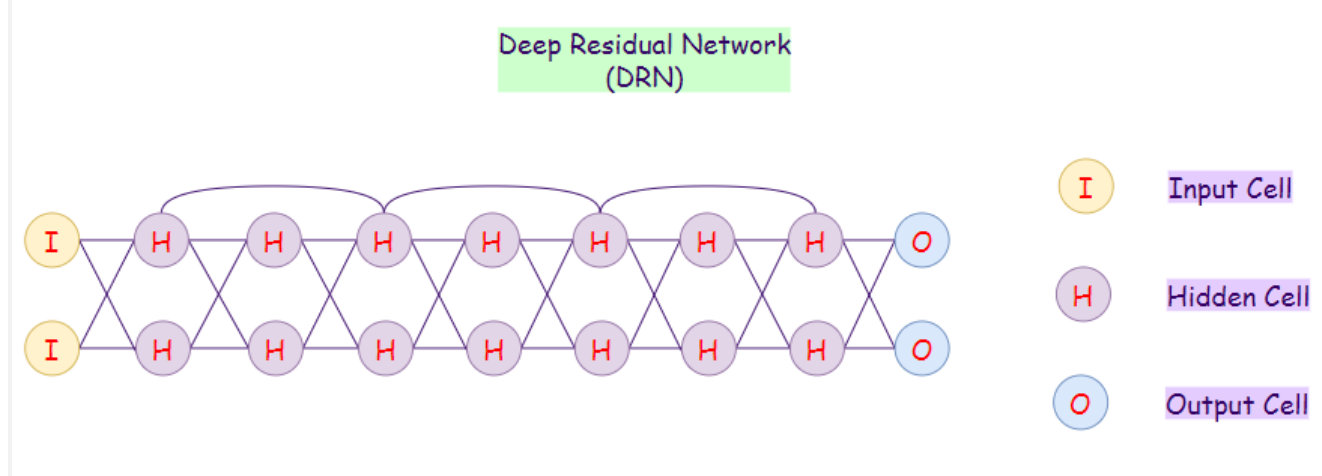 Deep Residual Network
(DRN)
I H H H H H H H O
I H H H H H H H O
I Input Cell
H Hidden Cell
O Output Cell